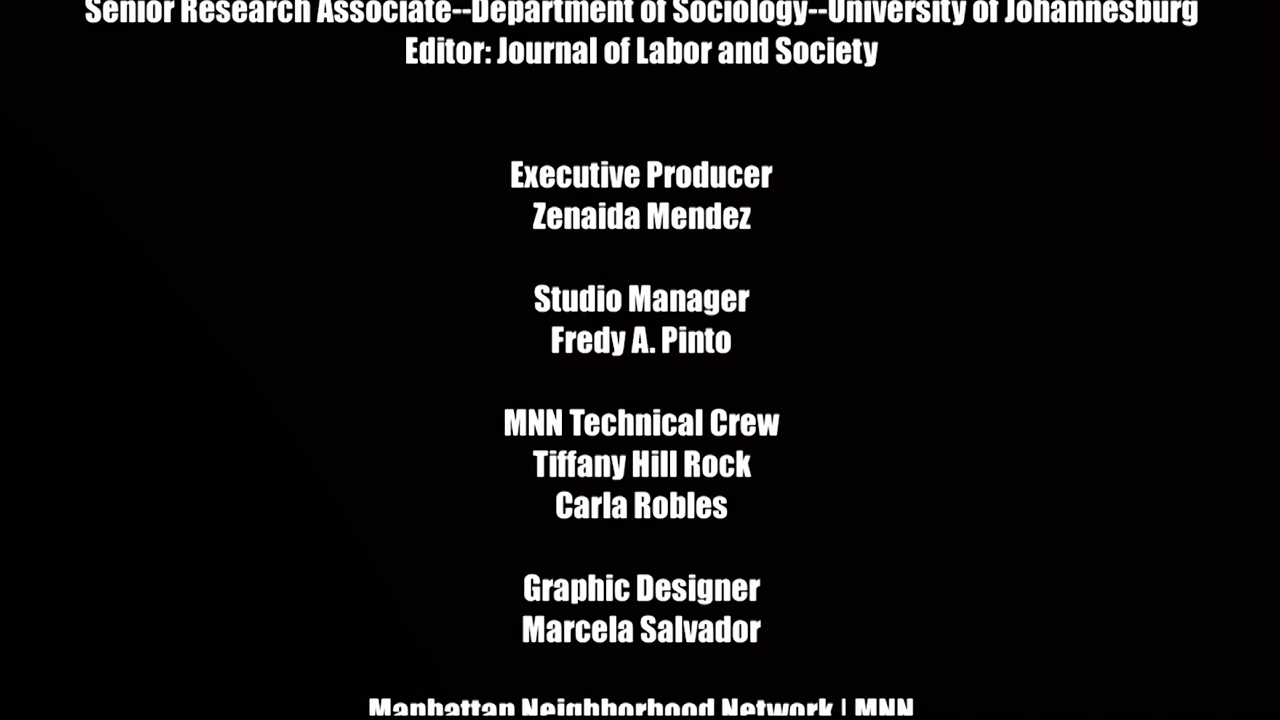 Senior Research Associate--Department of Sociology--University of Johannesburg
Editor: Journal of Labor and Society
Executive Producer
Zenaida Mendez
Studio Manager
Fredy A. Pinto
MNN Technical Crew
Tiffany Hill Rock
Carla Robles
Graphic Designer
Marcela Salvador
Manhattan Neighborhood Network | MNN